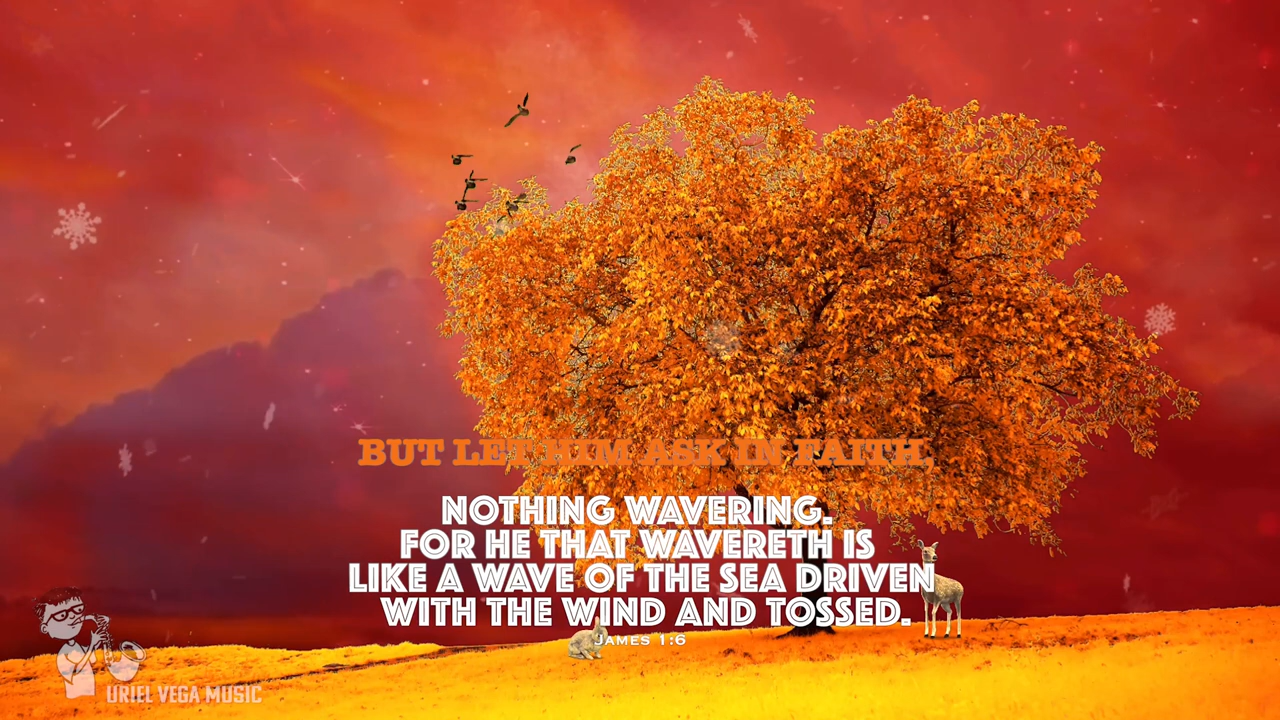 BUT LET HIM ASK IN FAITH,
NOTHING WAVERING.
FOR HE THAT WAVERETH IS
LIKE A WAVE OF THE SEA DRIVEN
WITH THE WIND AND TOSSED.
JAMES 1:6
URIEL VEGA MUSIC